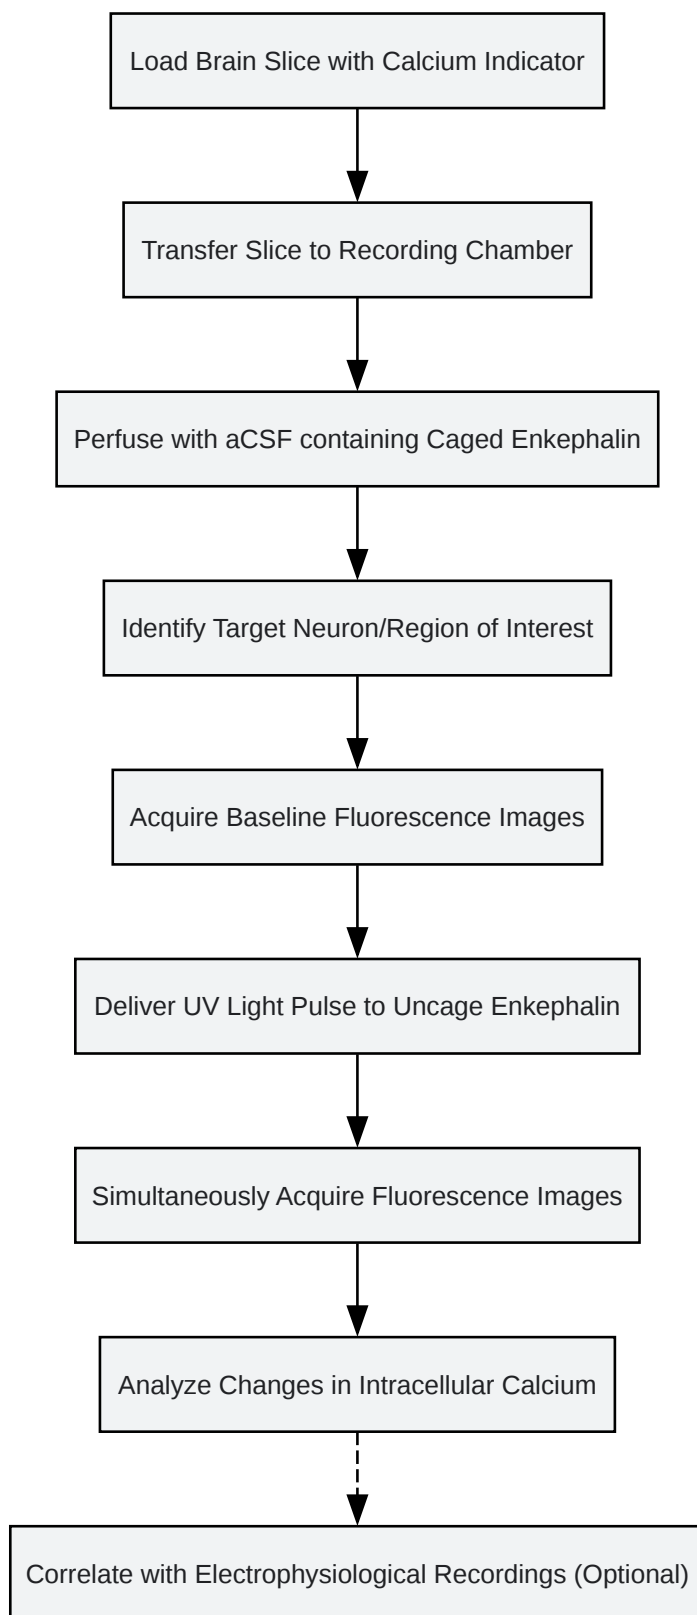 Load Brain Slice with Calcium Indicator
Transfer Slice to Recording Chamber
Perfuse with aCSF containing Caged Enkephalin
Identify Target Neuron/Region of Interest
Acquire Baseline Fluorescence Images
Deliver UV Light Pulse to Uncage Enkephalin
Simultaneously Acquire Fluorescence Images
Analyze Changes in Intracellular Calcium
Correlate with Electrophysiological Recordings (Optional)